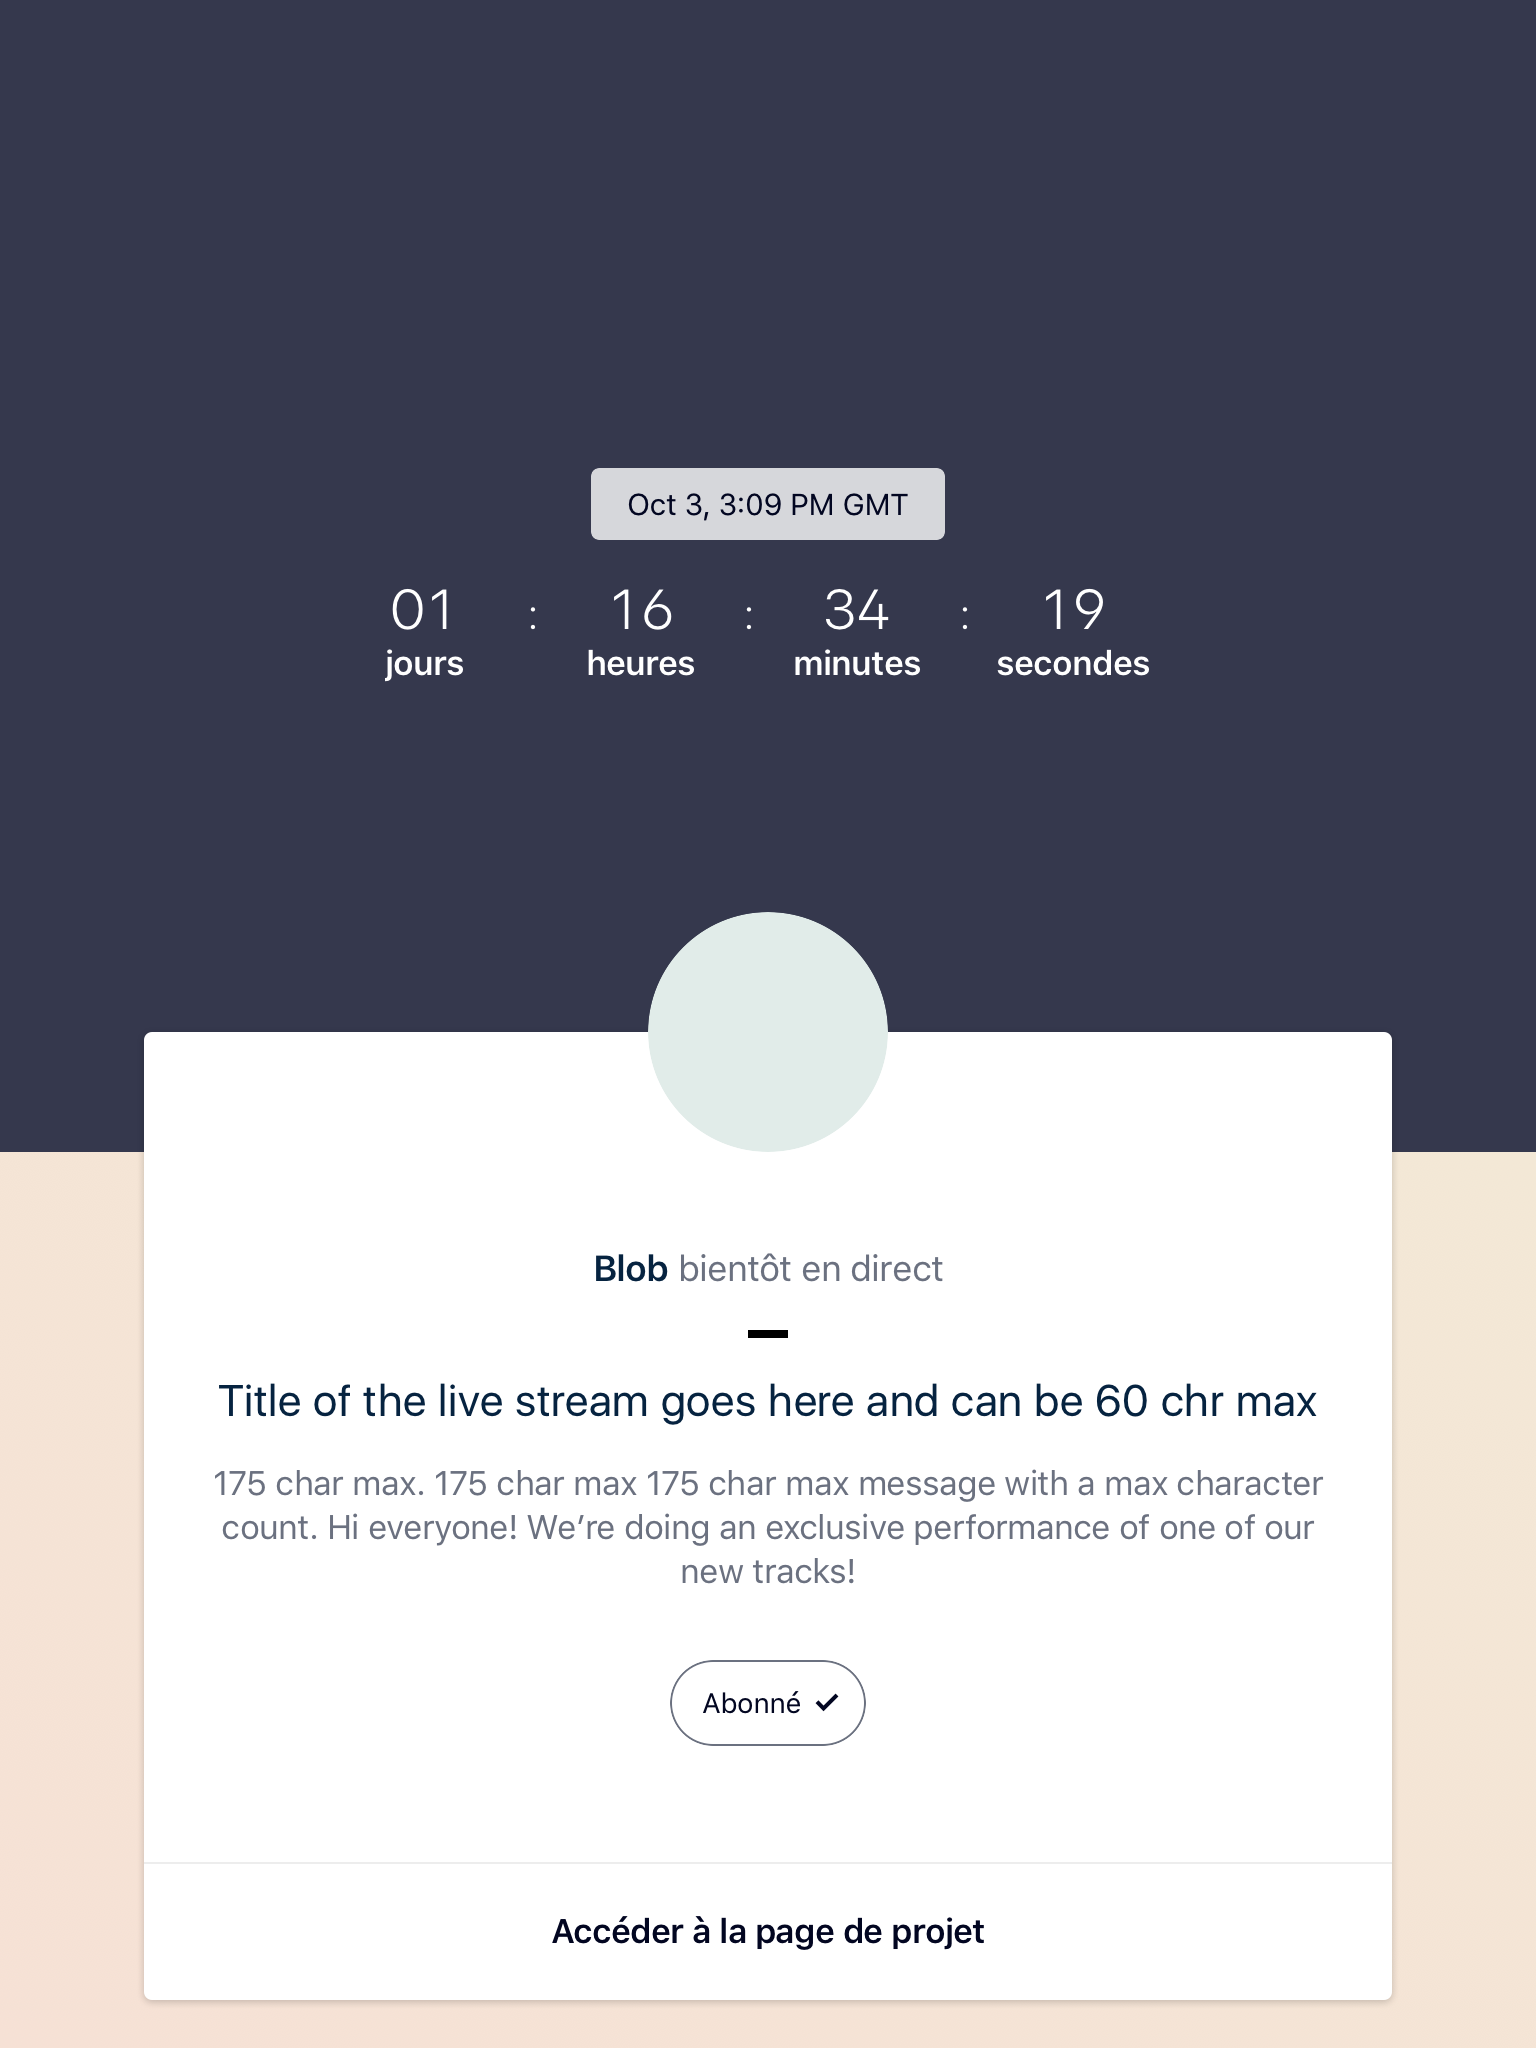 Oct 3, 3:09 PM GMT
01 : 16 : 34 : 19
jours heures minutes secondes
Blob bientôt en direct
Title of the live stream goes here and can be 60 chr max
175 char max. 175 char max 175 char max message with a max character
count. Hi everyone! We’re doing an exclusive performance of one of our
new tracks!
Abonné
Accéder à la page de projet